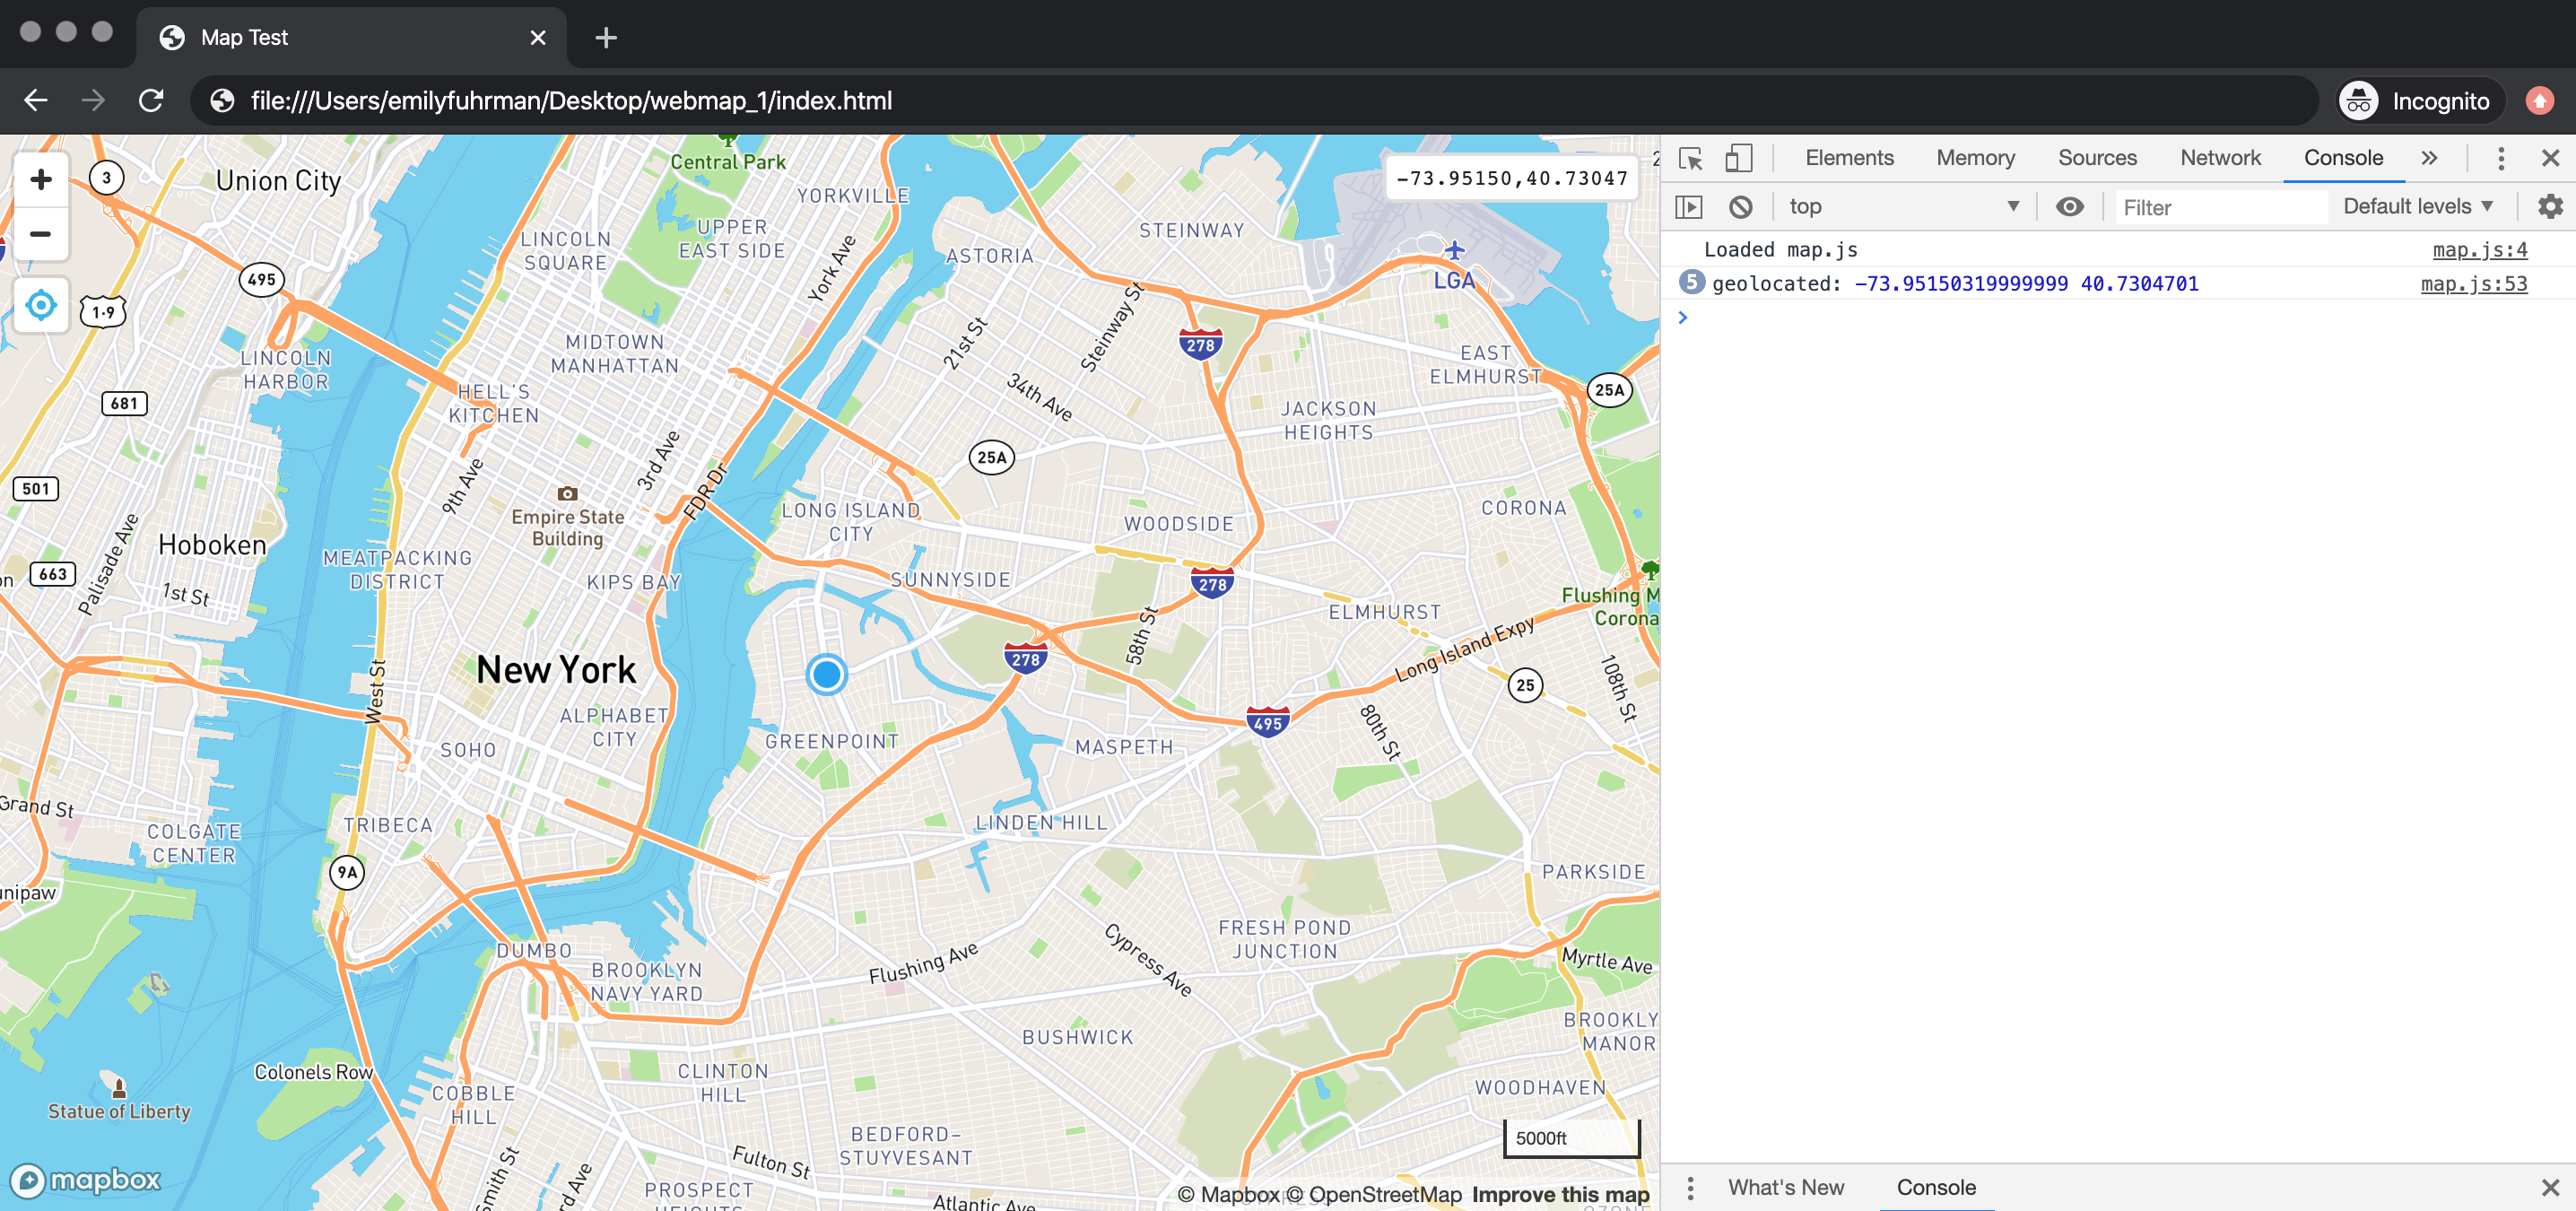 Map Test
file:///Users/emilyfuhrman/Desktop/webmap_1/index.html
Incognito
Elements Memory Sources Network Console
top
Filter
Default levels
Loaded map.js
map.js:4
5 geolocated: -73.95150319999999 40.7304701
map.js:53
What's New
Console
-73.95150,40.73047
Central Park
Union City
3
YORKVILLE
UPPER
EAST SIDE
LINCOLN
SQUARE
York Ave
ASTORIA
STEINWAY
LGA
495
1-9
LINCOLN
HARBOR
MIDTOWN
MANHATTAN
21st St
Steinway St
278
EAST
ELMHURST
25A
681
HELL'S
KITCHEN
34th Ave
JACKSON
HEIGHTS
3rd Ave
25A
501
9th Ave
FDR Dr
Empire State
Building
LONG ISLAND
CITY
WOODSIDE
CORONA
Hoboken
Palisade Ave
MEATPACKING
DISTRICT
663
1st St
KIPS BAY
SUNNYSIDE
278
ELMHURST
Flushing M
Corona
58th St
278
Long Island Expy
New York
West St
25
108th St
495
80th St
ALPHABET
CITY
SOHO
GREENPOINT
MASPETH
Grand St
COLGATE
CENTER
TRIBECA
LINDEN HILL
9A
PARKSIDE
unipaw
DUMBO
BROOKLYN
NAVY YARD
Flushing Ave
Cypress Ave
FRESH POND
JUNCTION
Myrtle Ave
BUSHWICK
BROOKLY
MANOR
Colonels Row
Statue of Liberty
COBBLE
HILL
CLINTON
HILL
WOODHAVEN
BEDFORD-
STUYVESANT
5000ft
Smith St
rd Ave
Fulton St
PROSPECT
HEIGHTS
Atlantic Ave
mapbox
© Mapbox © OpenStreetMap Improve this map